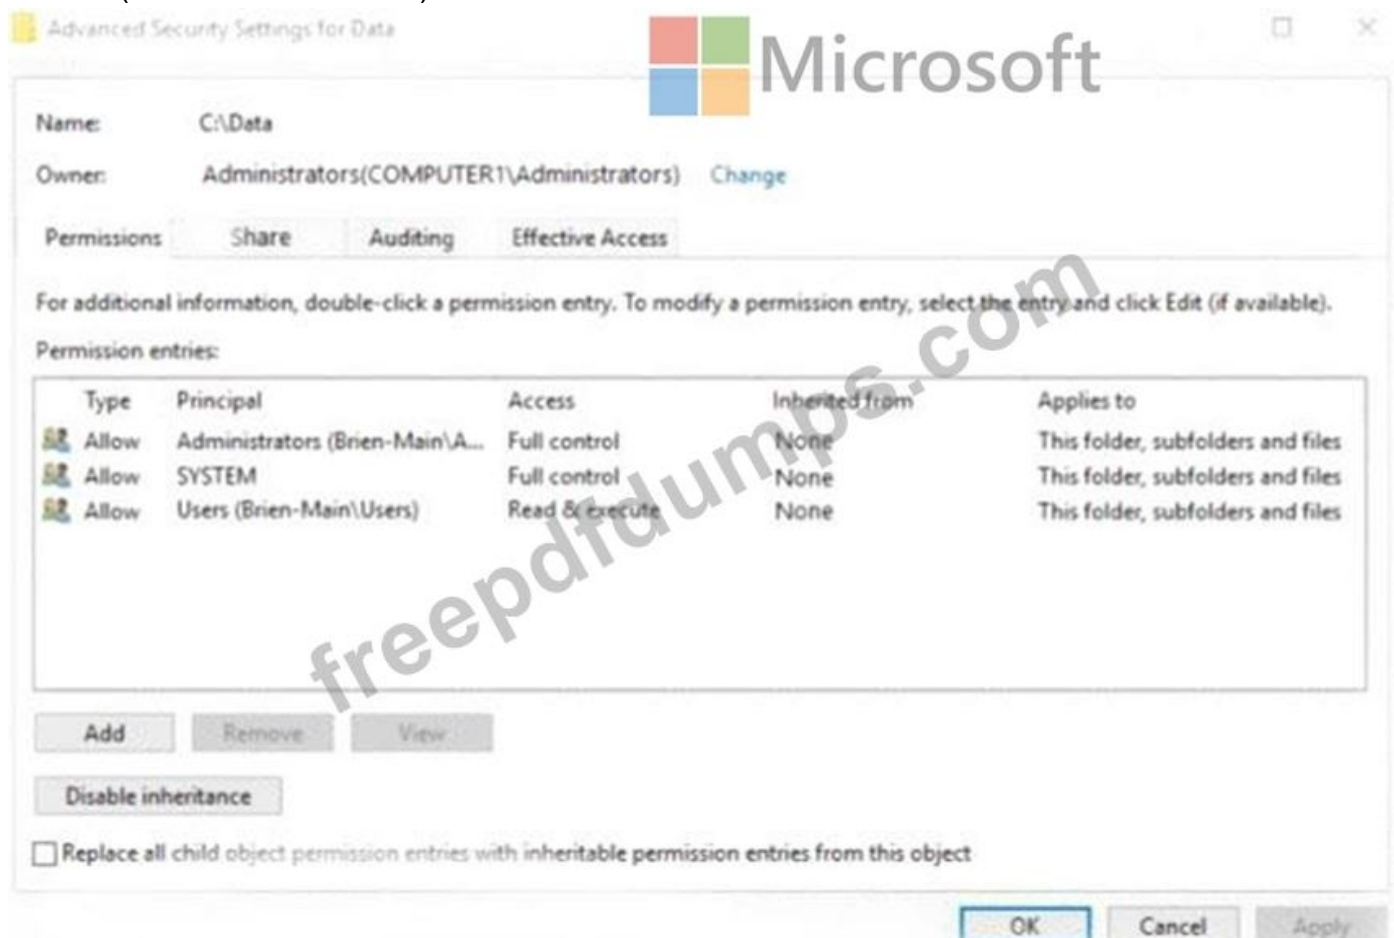 Advanced Security Settings for Data
Microsoft
Name: C:\Data
Owner: Administrators(COMPUTER1\Administrators) Change
Permissions Share Auditing Effective Access
For additional information, double-click a permission entry. To modify a permission entry, select the entry and click Edit (if available).
Permission entries:
Type Principal Access Inherited from Applies to
Allow Administrators (Brien-Main\A... Full control None This folder, subfolders and files
Allow SYSTEM Full control None This folder, subfolders and files
Allow Users (Brien-Main\Users) Read & execute None This folder, subfolders and files
freepdfdumps.com
Add Remove View
Disable inheritance
Replace all child object permission entries with inheritable permission entries from this object
OK Cancel Apply